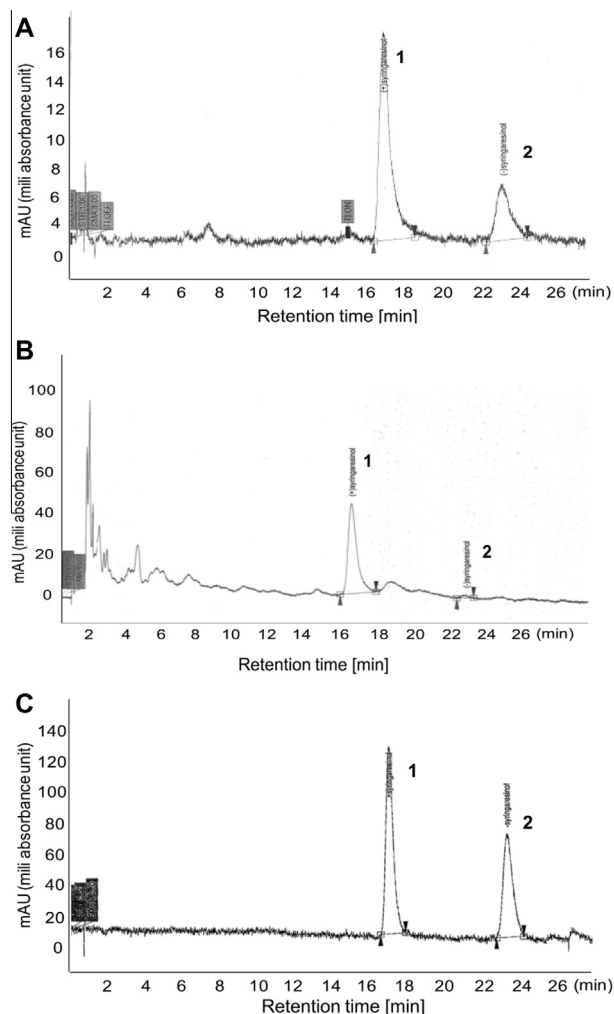 A
mAU (mili absorbance unit)
16
14
12
10
8
6
4
0
(+)syringaresinol
1
(-)syringaresinol
2
2 4 6 8 10 12 14 16 18 20 22 24 26 (min)
Retention time [min]
B
mAU (mili absorbance unit)
100
80
60
40
20
0
(+)syringaresinol
1
(-)syringaresinol
2
2 4 6 8 10 12 14 16 18 20 22 24 26 (min)
Retention time [min]
C
mAU (mili absorbance unit)
140
120
100
80
60
40
20
0
+syringaresinol
1
-syringaresinol
2
2 4 6 8 10 12 14 16 18 20 22 24 26 (min)
Retention time [min]